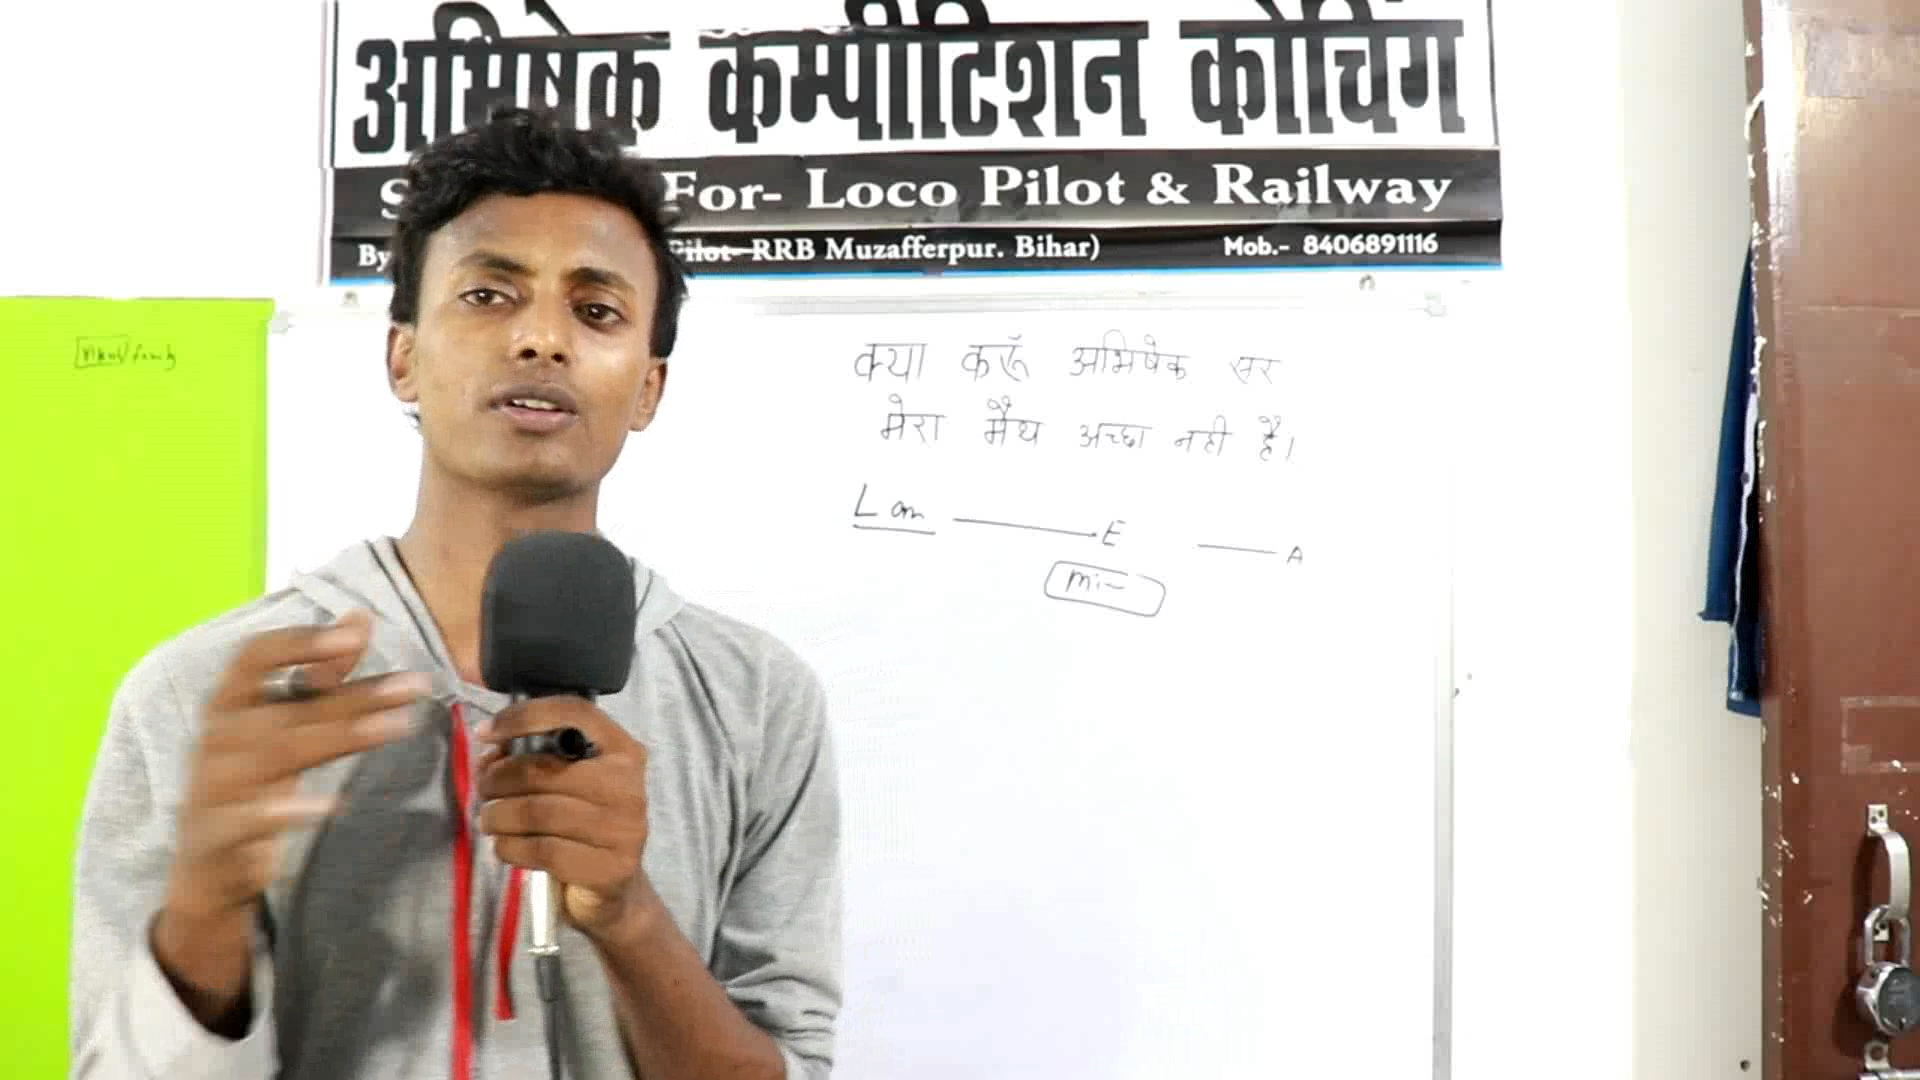 अभिषेक कम्पीटिशन कोचिंग
For- Loco Pilot & Railway
By Pilot- RRB Muzafferpur. Bihar) Mob.- 8406891116
क्या करूँ अभिषेक सर
मेरा मैथ अच्छा नही है।
E A
Mi